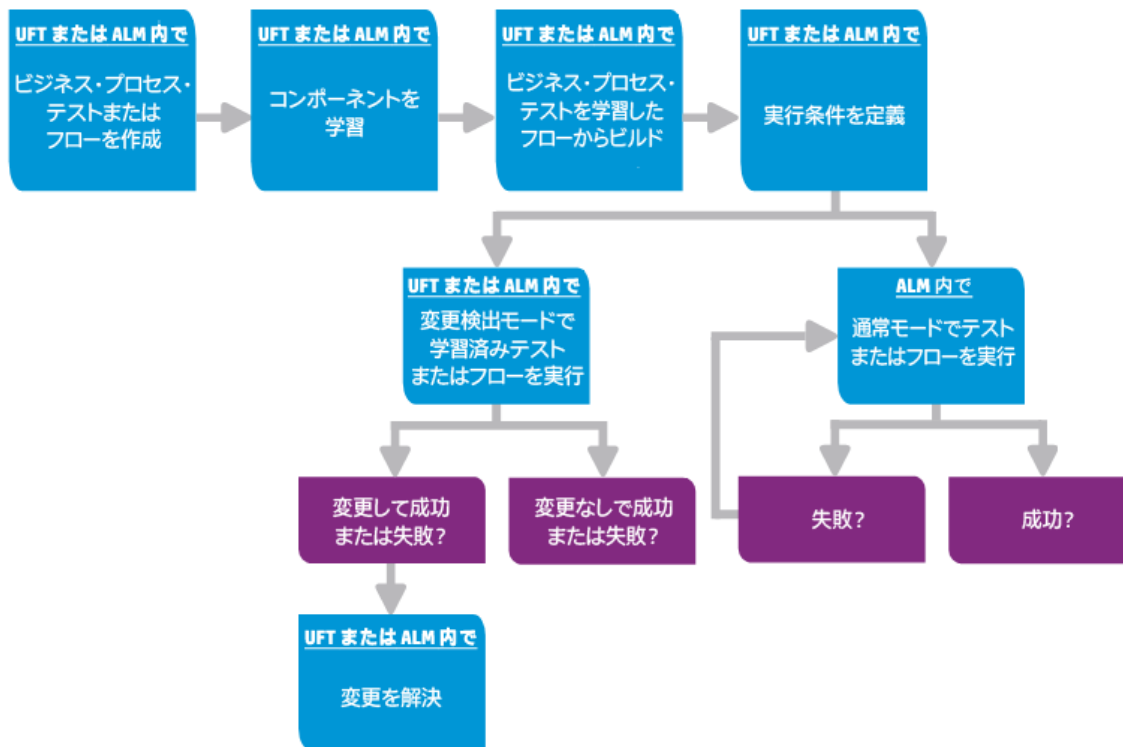 UFT または ALM 内で
ビジネス・プロセス・
テストまたは
フローを作成
UFT または ALM 内で
コンポーネントを
学習
UFT または ALM 内で
ビジネス・プロセス・
テストを学習した
フローからビルド
UFT または ALM 内で
実行条件を定義
UFT または ALM 内で
変更検出モードで
学習済みテスト
またはフローを実行
ALM 内で
通常モードでテスト
またはフローを実行
変更して成功
または失敗？
変更なしで成功
または失敗？
失敗？
成功？
UFT または ALM 内で
変更を解決